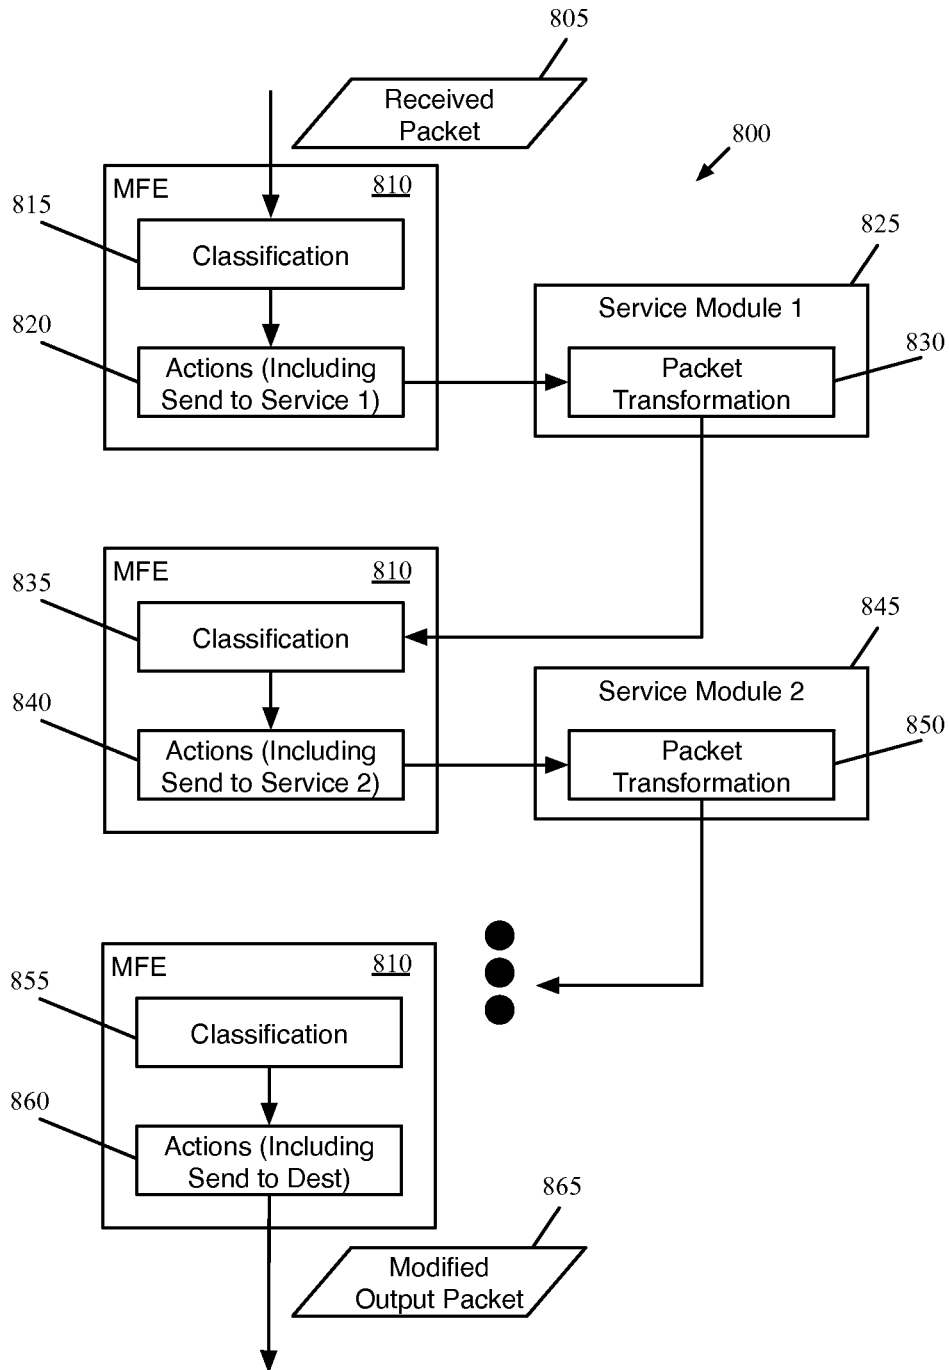 805
Received
Packet
800
MFE 810
815
Classification
825
Service Module 1
820
Actions (Including
Send to Service 1)
830
Packet
Transformation
MFE 810
835
Classification
845
Service Module 2
840
Actions (Including
Send to Service 2)
850
Packet
Transformation
MFE 810
855
Classification
860
Actions (Including
Send to Dest)
865
Modified
Output Packet